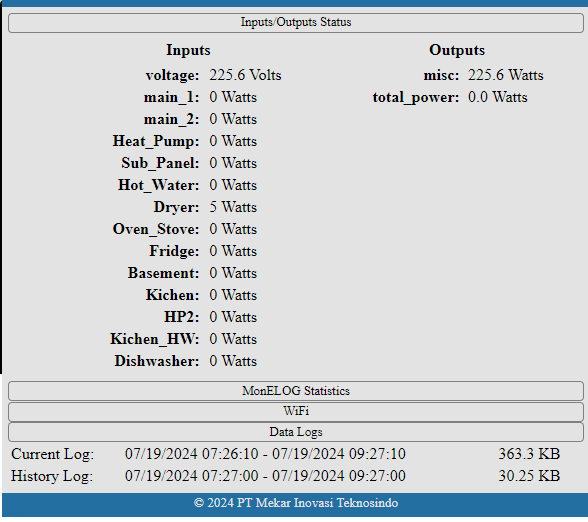 Inputs/Outputs Status
Inputs Outputs
voltage: 225.6 Volts misc: 225.6 Watts
main_1: 0 Watts total_power: 0.0 Watts
main_2: 0 Watts
Heat_Pump: 0 Watts
Sub_Panel: 0 Watts
Hot_Water: 0 Watts
Dryer: 5 Watts
Oven_Stove: 0 Watts
Fridge: 0 Watts
Basement: 0 Watts
Kichen: 0 Watts
HP2: 0 Watts
Kichen_HW: 0 Watts
Dishwasher: 0 Watts
MonELOG Statistics
WiFi
Data Logs
Current Log: 07/19/2024 07:26:10 - 07/19/2024 09:27:10 363.3 KB
History Log: 07/19/2024 07:27:00 - 07/19/2024 09:27:00 30.25 KB
© 2024 PT Mekar Inovasi Teknosindo